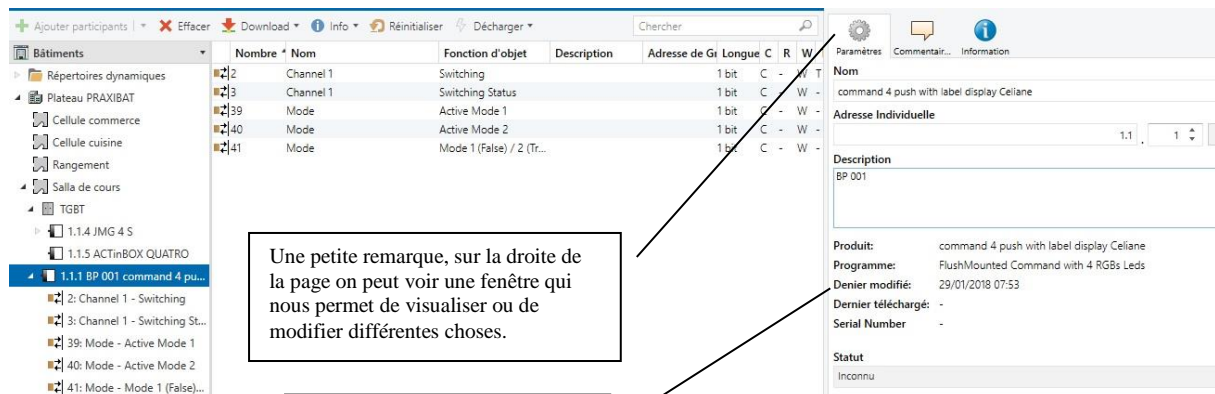 Ajouter participants Effacer Download Info Réinitialiser Décharger Chercher
Bâtiments
Répertoires dynamiques
Plateau PRAXIBAT
Cellule commerce
Cellule cuisine
Rangement
Salla de cours
TGBT
1.1.4 JMG 4 S
1.1.5 ACTinBOX QUATRO
1.1.1 BP 001 command 4 pu...
2: Channel 1 - Switching
3: Channel 1 - Switching St...
39: Mode - Active Mode 1
40: Mode - Active Mode 2
41: Mode - Mode 1 (False)...
Nombre Nom Fonction d'objet Description Adresse de Gr Longue C R W
2 Channel 1 Switching 1 bit C - W T
3 Channel 1 Switching Status 1 bit C - W -
39 Mode Active Mode 1 1 bit C - W -
40 Mode Active Mode 2 1 bit C - W -
41 Mode Mode 1 (False) / 2 (Tr... 1 bit C - W -
Une petite remarque, sur la droite de
la page on peut voir une fenêtre qui
nous permet de visualiser ou de
modifier différentes choses.
Paramètres Commentair... Information
Nom
command 4 push with label display Celiane
Adresse Individuelle
1.1 . 1
Description
BP 001
Produit: command 4 push with label display Celiane
Programme: FlushMounted Command with 4 RGBs Leds
Denier modifié: 29/01/2018 07:53
Dernier téléchargé: -
Serial Number -
Statut
Inconnu